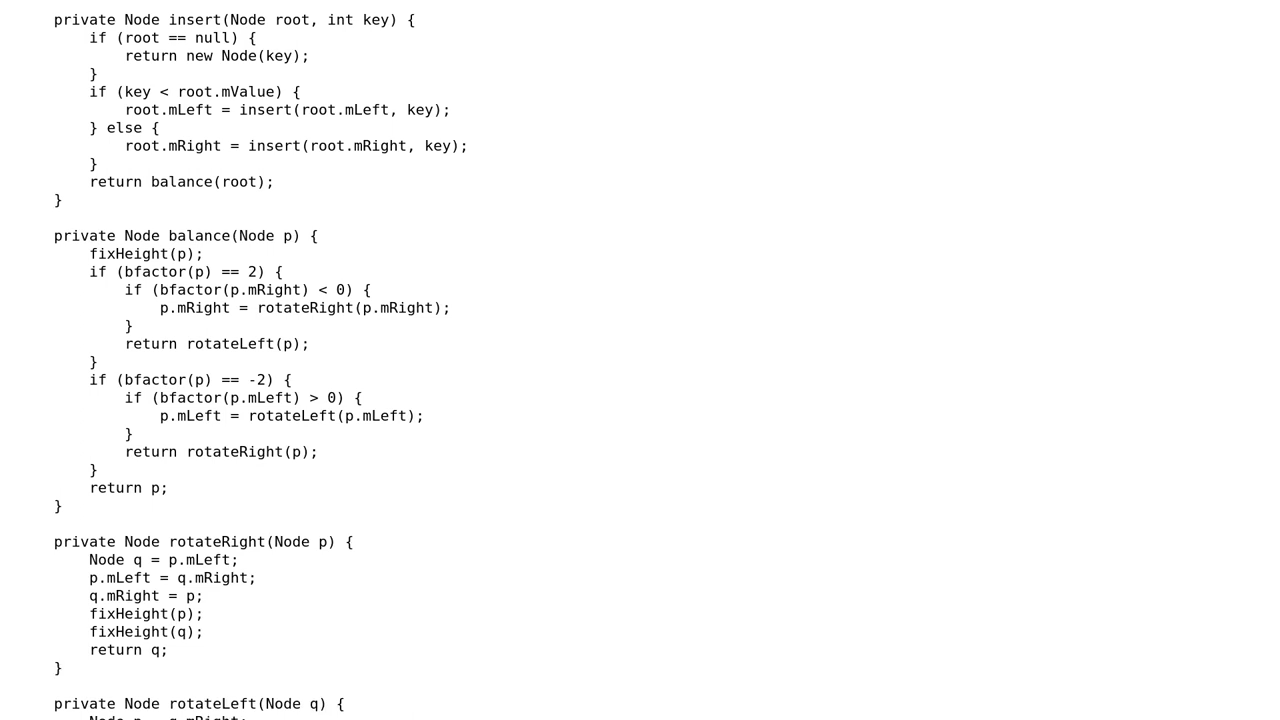 private Node insert(Node root, int key) {
    if (root == null) {
        return new Node(key);
    }
    if (key < root.mValue) {
        root.mLeft = insert(root.mLeft, key);
    } else {
        root.mRight = insert(root.mRight, key);
    }
    return balance(root);
}

private Node balance(Node p) {
    fixHeight(p);
    if (bfactor(p) == 2) {
        if (bfactor(p.mRight) < 0) {
            p.mRight = rotateRight(p.mRight);
        }
        return rotateLeft(p);
    }
    if (bfactor(p) == -2) {
        if (bfactor(p.mLeft) > 0) {
            p.mLeft = rotateLeft(p.mLeft);
        }
        return rotateRight(p);
    }
    return p;
}

private Node rotateRight(Node p) {
    Node q = p.mLeft;
    p.mLeft = q.mRight;
    q.mRight = p;
    fixHeight(p);
    fixHeight(q);
    return q;
}

private Node rotateLeft(Node q) {
    Node p = q.mRight;